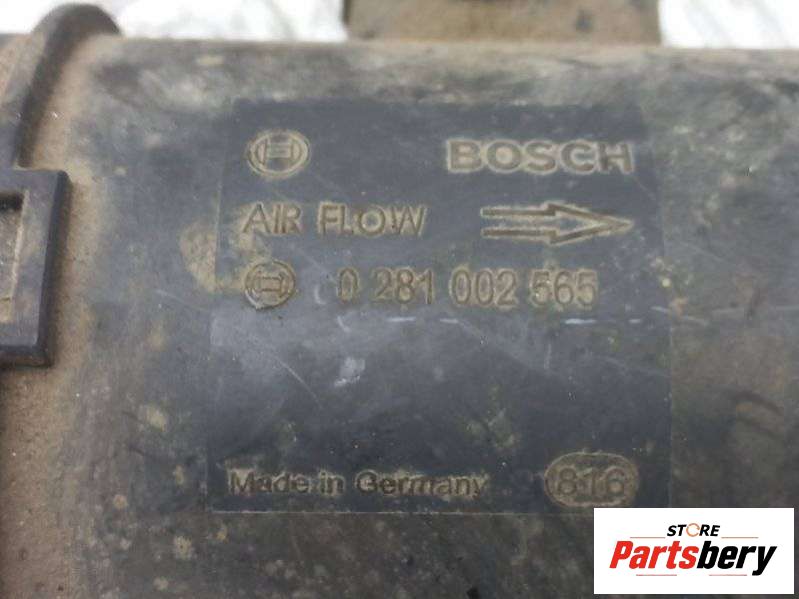 BOSCH
AIR FLOW
0 281 002 565
Made in Germany 816
STORE
Partsbery